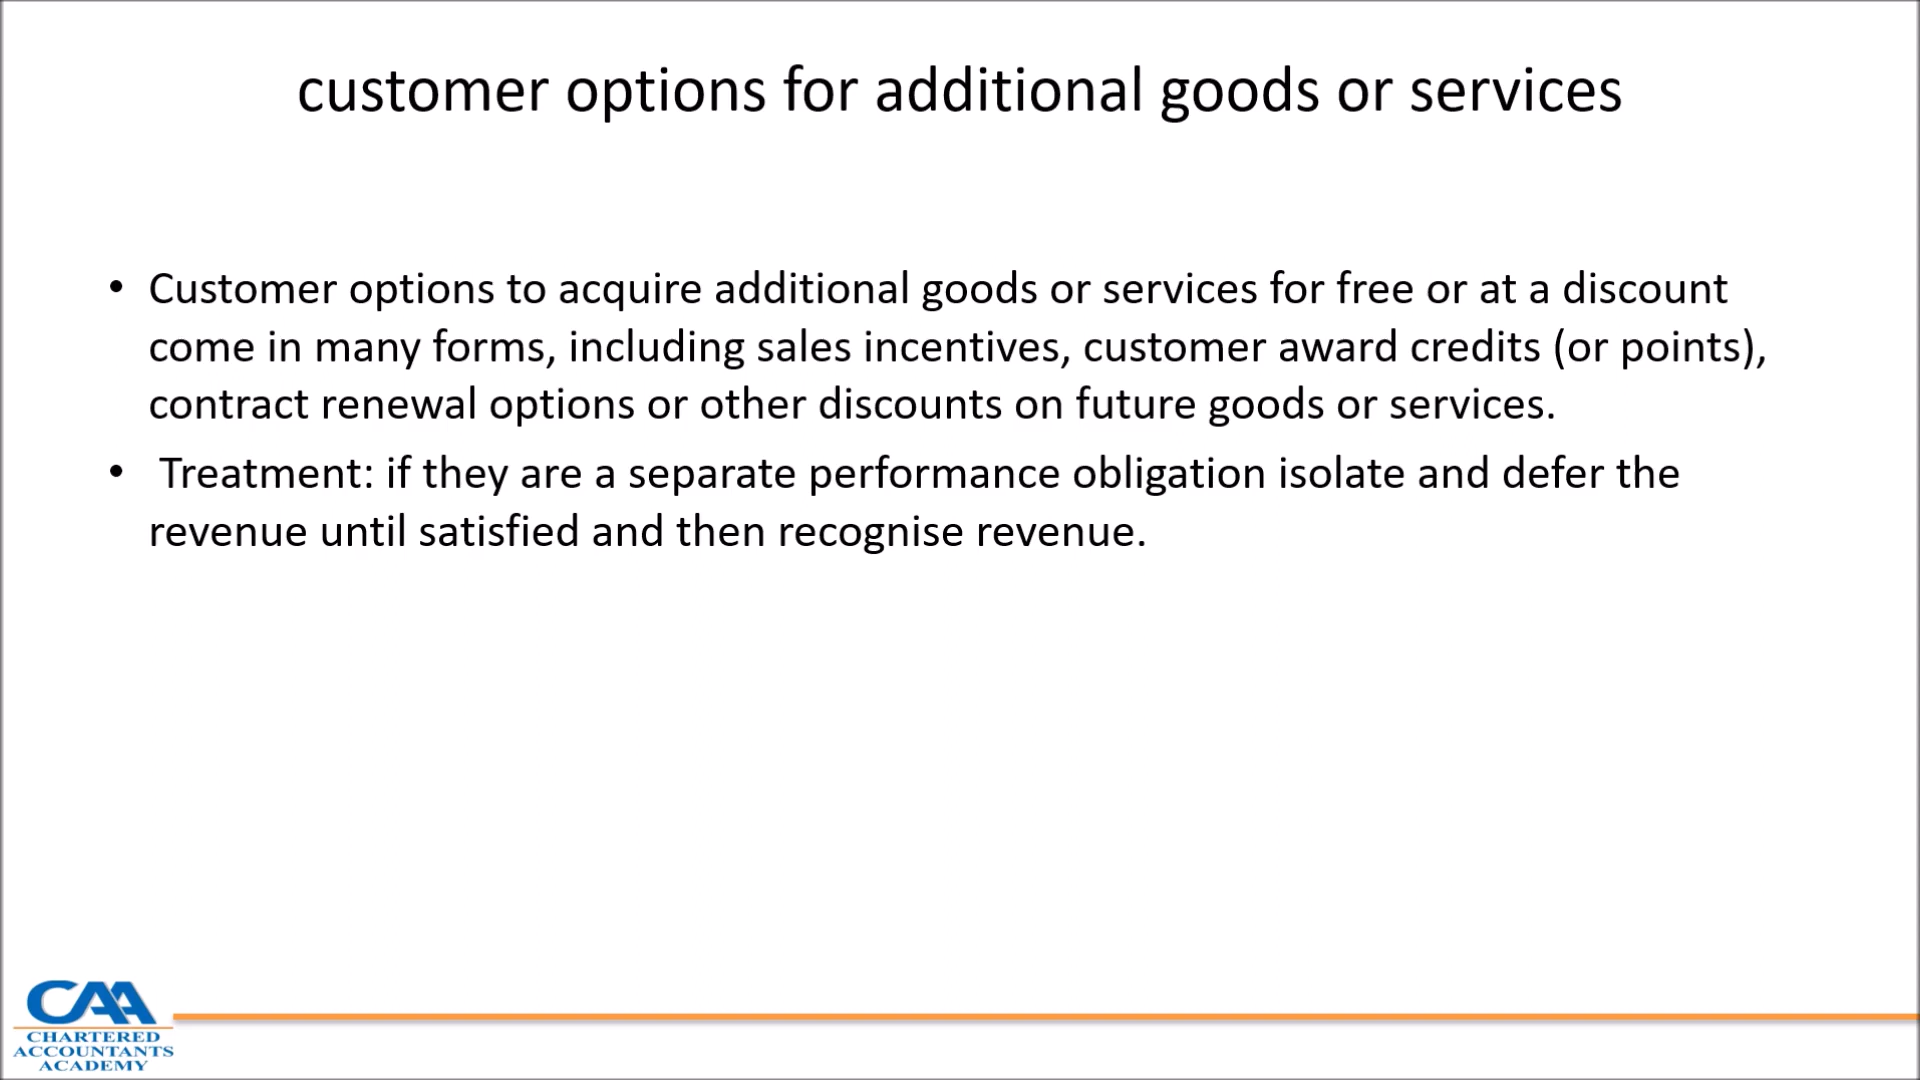 customer options for additional goods or services
• Customer options to acquire additional goods or services for free or at a discount
come in many forms, including sales incentives, customer award credits (or points),
contract renewal options or other discounts on future goods or services.
• Treatment: if they are a separate performance obligation isolate and defer the
revenue until satisfied and then recognise revenue.
CAA
CHARTERED
ACCOUNTANTS
ACADEMY